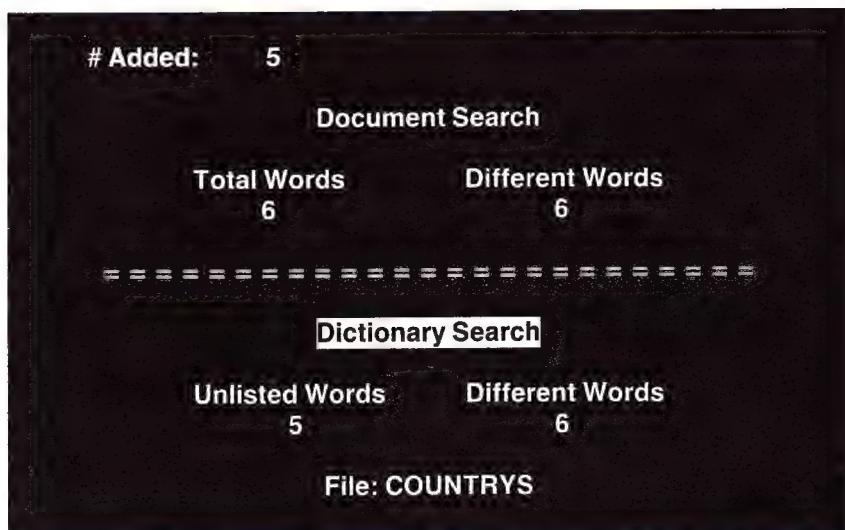 # Added: 5
Document Search
Total Words Different Words
6 6
= = = = = = = = = = = = = = = = = = = = = = = = =
Dictionary Search
Unlisted Words Different Words
5 6
File: COUNTRYS